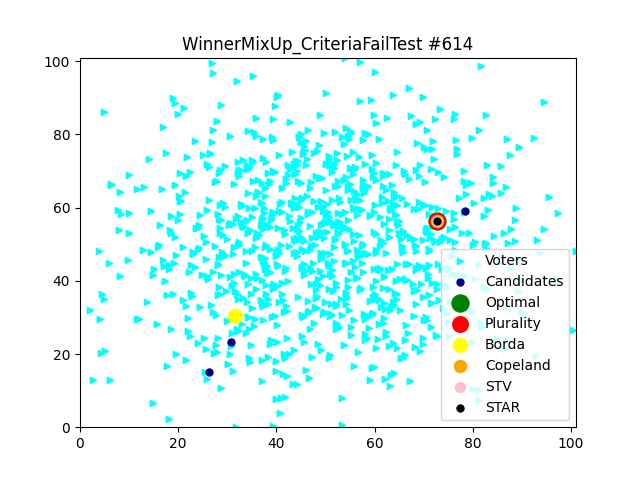 WinnerMixUp_CriteriaFailTest #614
100
80
60
40
20
0
0
20
40
60
80
100
Voters
Candidates
Optimal
Plurality
Borda
Copeland
STV
STAR